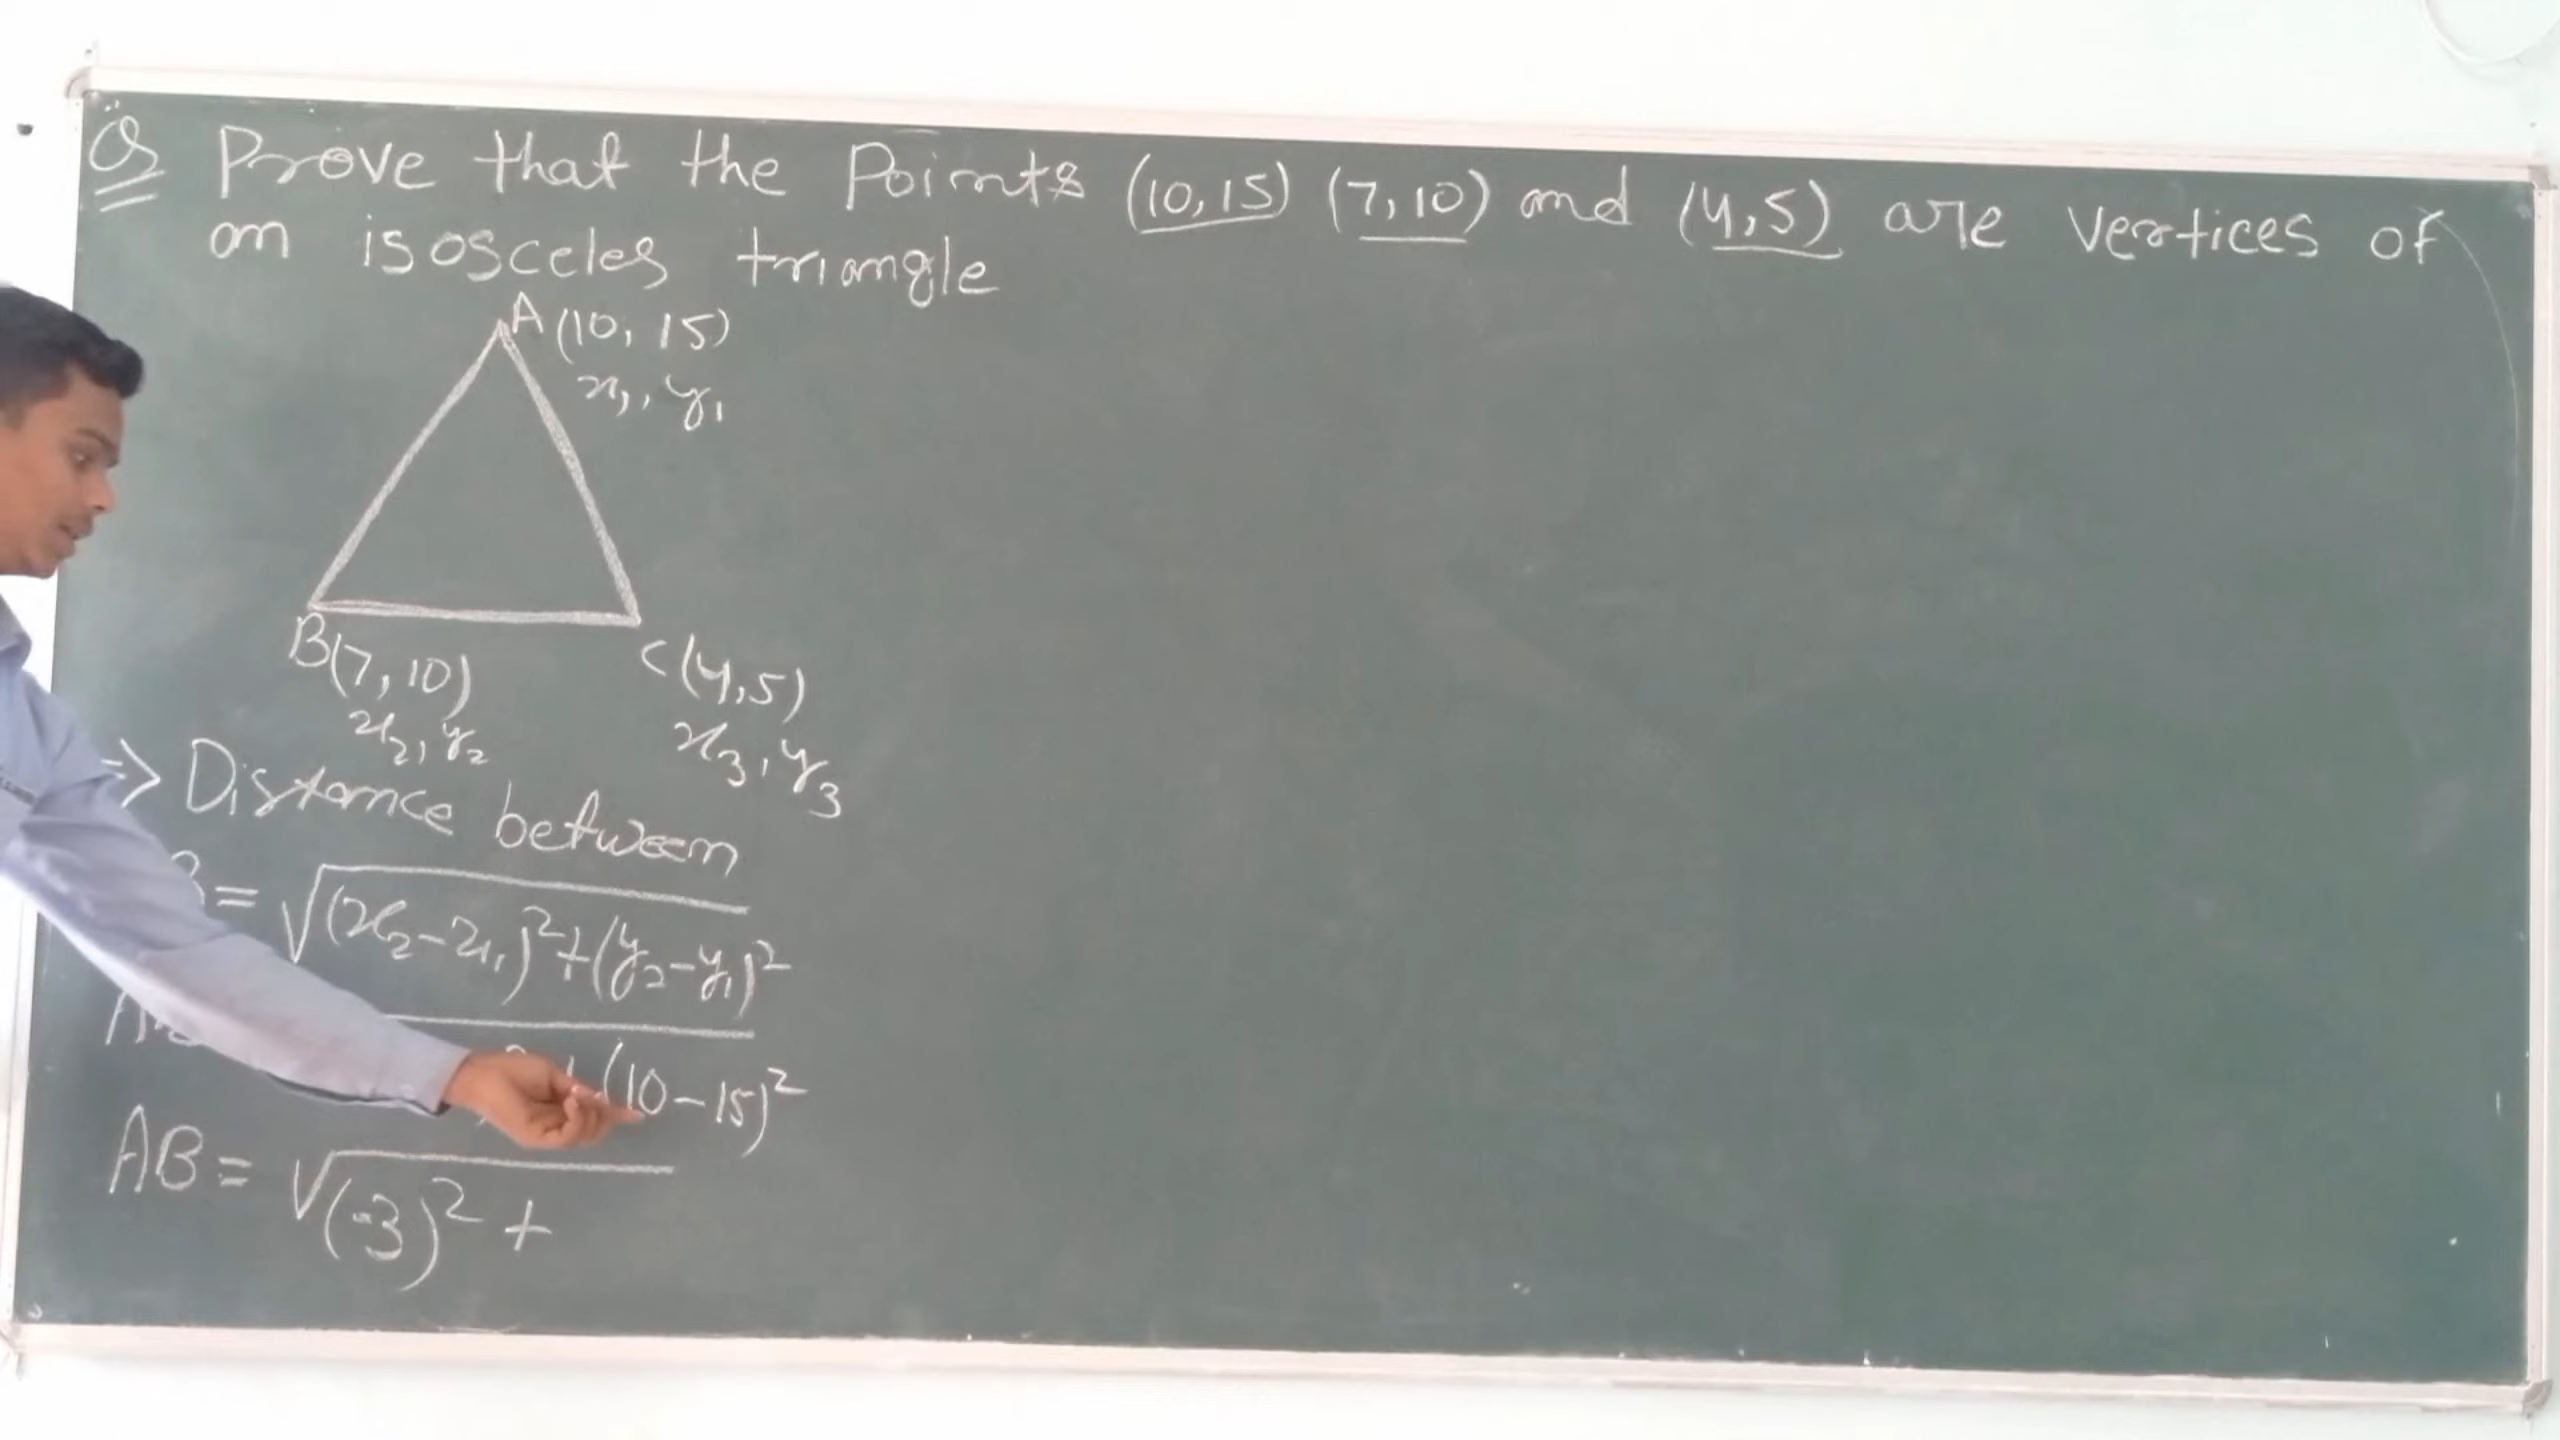 Q Prove that the Points (10,15) (7,10) and (4,5) are vertices of
an isosceles triangle
A (10, 15)
x₁, y₁
B(7, 10)
x₂, y₂
C(4,5)
x₃, y₃
⇒ Distance between
= √(x₂-x₁)²+(y₂-y₁)²
+ (10-15)²
AB = √(-3)² +